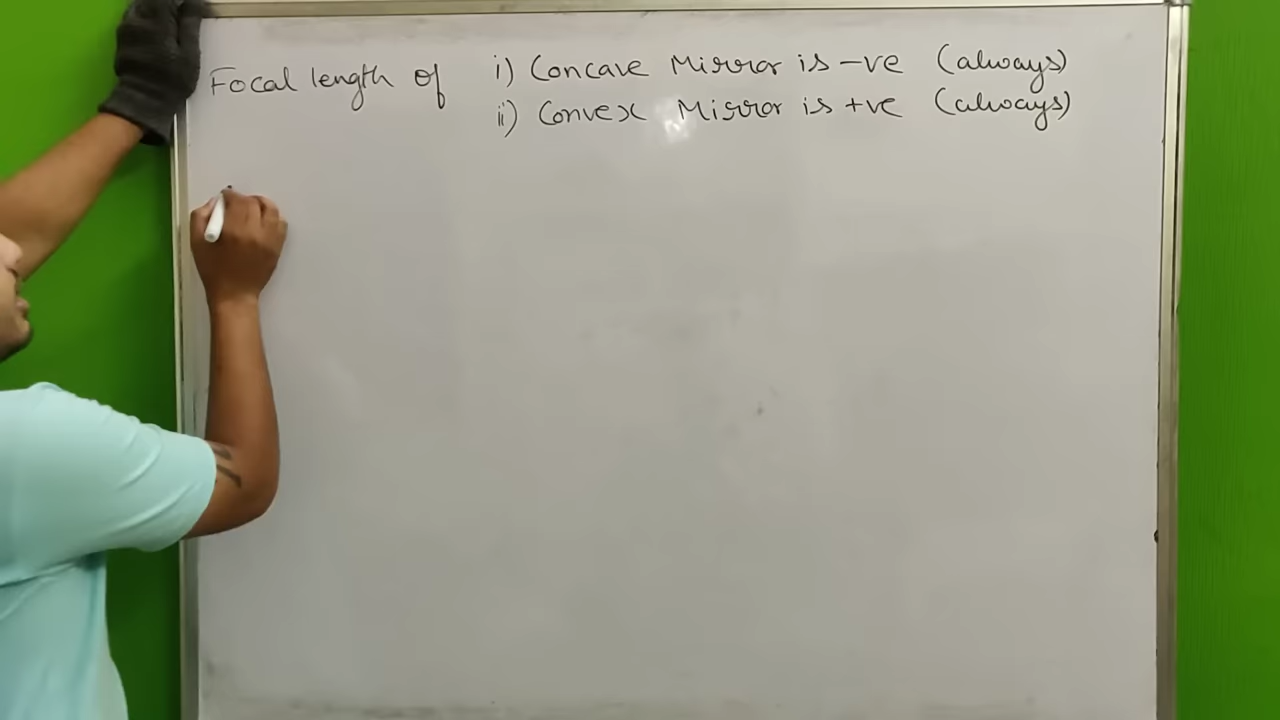 Focal length of i) Concave Mirror is -ve (always)
ii) Convex Mirror is +ve (always)